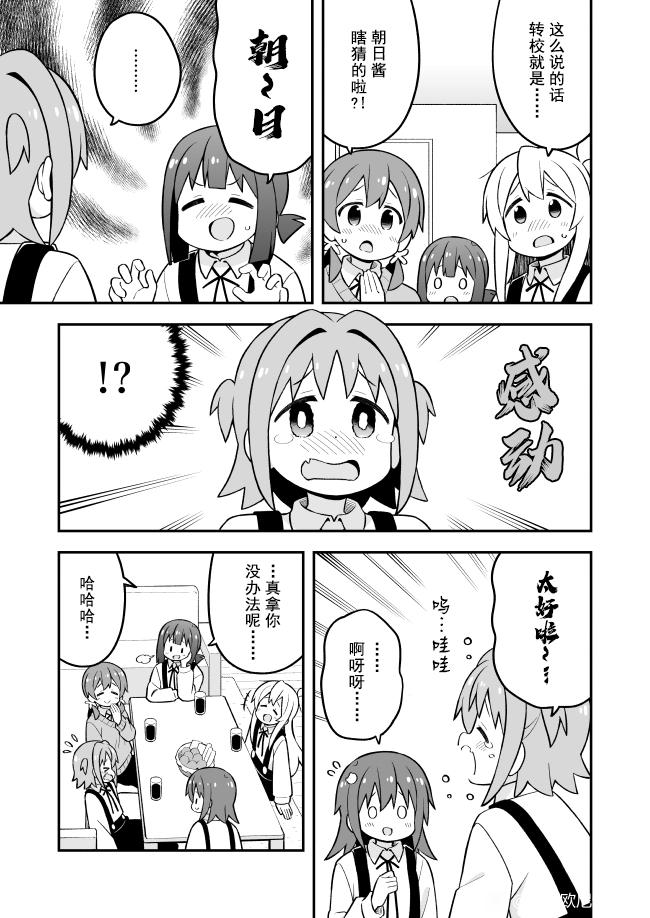 这么说的话
转校就是……
朝日酱
瞎猜的啦
?!
朝~日
………
感动
!?
太好啦~…
呜…哇哇
……
啊呀呀……
…真拿你
没办法呢……
哈哈哈…